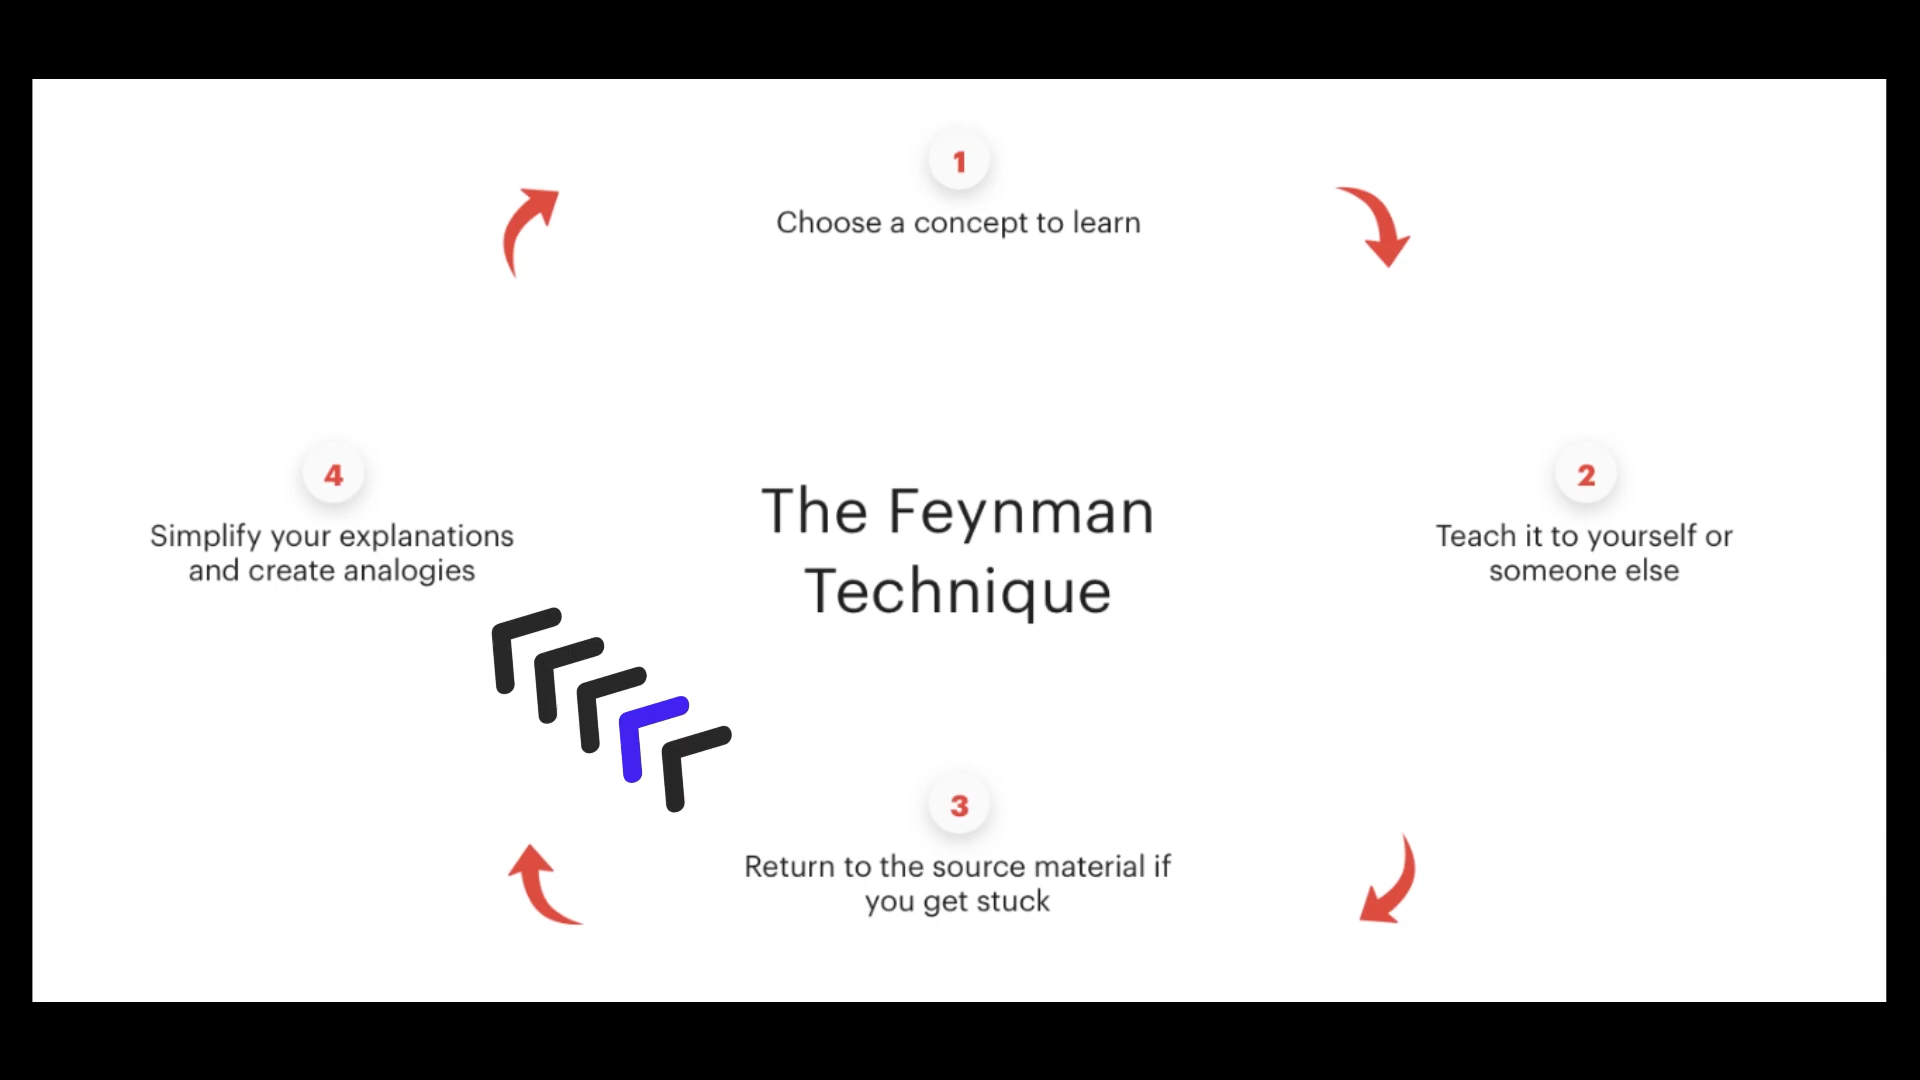 1
Choose a concept to learn
2
Teach it to yourself or
someone else
3
Return to the source material if
you get stuck
4
Simplify your explanations
and create analogies
The Feynman
Technique